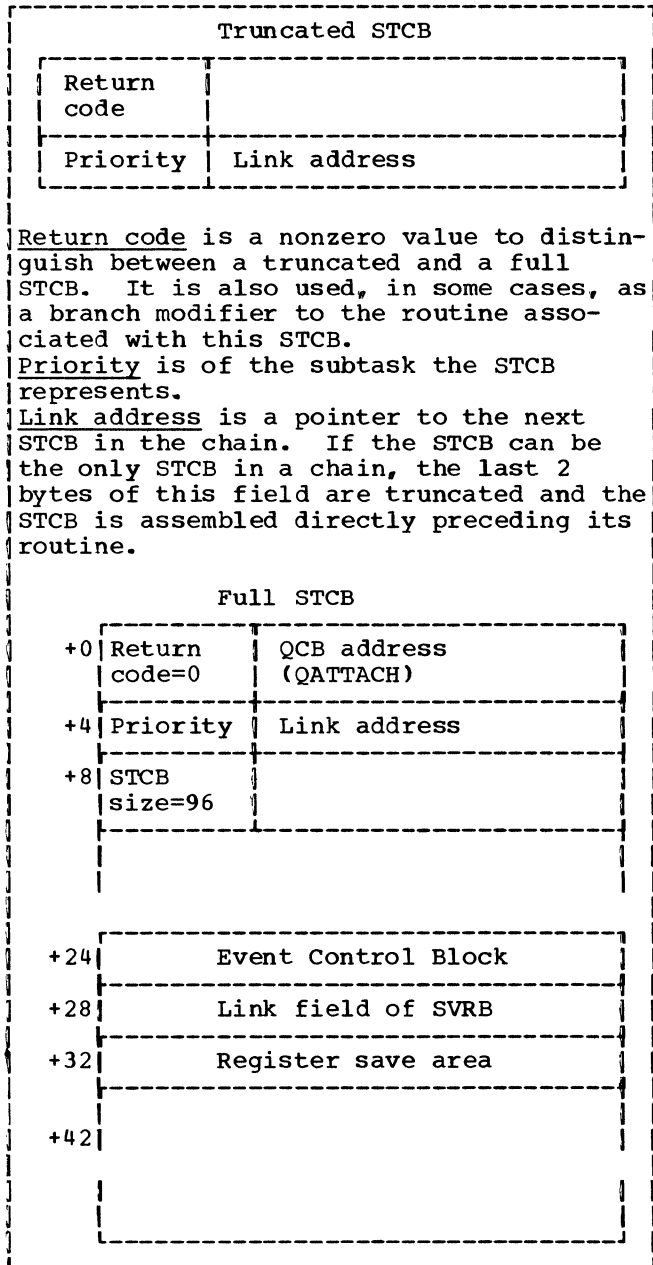 Truncated STCB
Return
code
Priority Link address
Return code is a nonzero value to distin-
guish between a truncated and a full
STCB. It is also used, in some cases, as
a branch modifier to the routine asso-
ciated with this STCB.
Priority is of the subtask the STCB
represents.
Link address is a pointer to the next
STCB in the chain. If the STCB can be
the only STCB in a chain, the last 2
bytes of this field are truncated and the
STCB is assembled directly preceding its
routine.
Full STCB
+0 Return QCB address
code=0 (QATTACH)
+4 Priority Link address
+8 STCB
size=96
+24 Event Control Block
+28 Link field of SVRB
+32 Register save area
+42